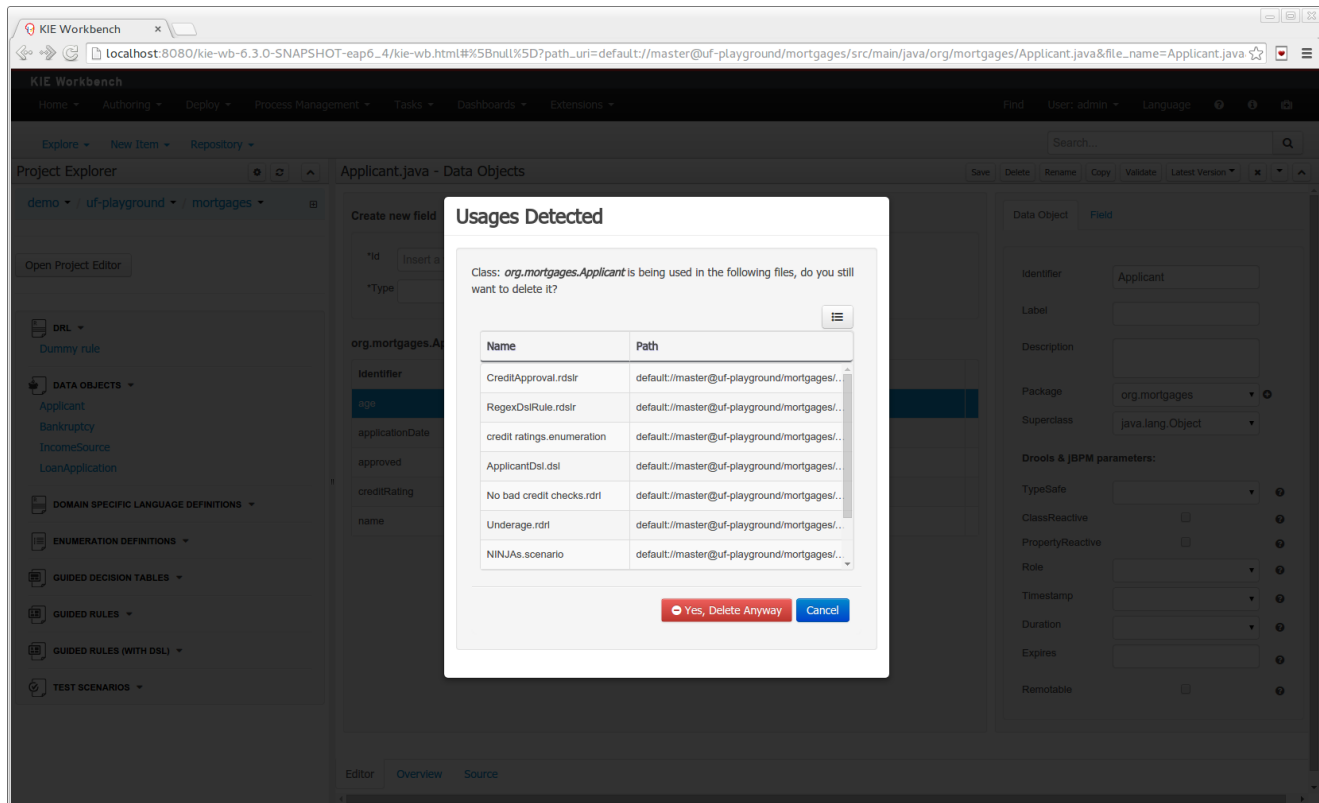 KIE Workbench
localhost:8080/kie-wb-6.3.0-SNAPSHOT-eap6_4/kie-wb.html#%5Bnull%5D?path_uri=default://master@uf-playground/mortgages/src/main/java/org/mortgages/Applicant.java&file_name=Applicant.java
KIE Workbench
Home Authoring Deploy Process Management Tasks Dashboards Extensions Find User: admin Language
Explore New Item Repository Search...
Project Explorer
Applicant.java - Data Objects
Save Delete Rename Copy Validate Latest Version
demo / uf-playground / mortgages
Open Project Editor
DRL
Dummy rule
DATA OBJECTS
Applicant
Bankruptcy
IncomeSource
LoanApplication
DOMAIN SPECIFIC LANGUAGE DEFINITIONS
ENUMERATION DEFINITIONS
GUIDED DECISION TABLES
GUIDED RULES
GUIDED RULES (WITH DSL)
TEST SCENARIOS
Create new field
*Id Insert a
*Type
org.mortgages.Ap
Identifier
age
applicationDate
approved
creditRating
name
Usages Detected
Class: org.mortgages.Applicant is being used in the following files, do you still
want to delete it?
Name Path
CreditApproval.rdslr default://master@uf-playground/mortgages/...
RegexDslRule.rdslr default://master@uf-playground/mortgages/...
credit ratings.enumeration default://master@uf-playground/mortgages/...
ApplicantDsl.dsl default://master@uf-playground/mortgages/...
No bad credit checks.rdrl default://master@uf-playground/mortgages/...
Underage.rdrl default://master@uf-playground/mortgages/...
NINJAs.scenario default://master@uf-playground/mortgages/...
Yes, Delete Anyway Cancel
Data Object Field
Identifier Applicant
Label
Description
Package org.mortgages
Superclass java.lang.Object
Drools & jBPM parameters:
TypeSafe
ClassReactive
PropertyReactive
Role
Timestamp
Duration
Expires
Remotable
Editor Overview Source